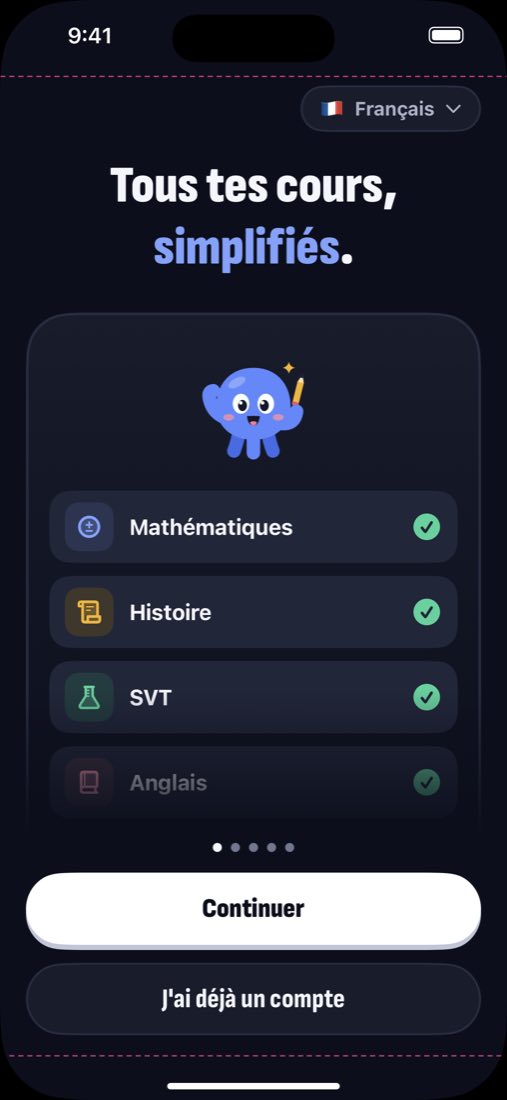 9:41
Français
Tous tes cours,
simplifiés.
Mathématiques
Histoire
SVT
Anglais
Continuer
J'ai déjà un compte